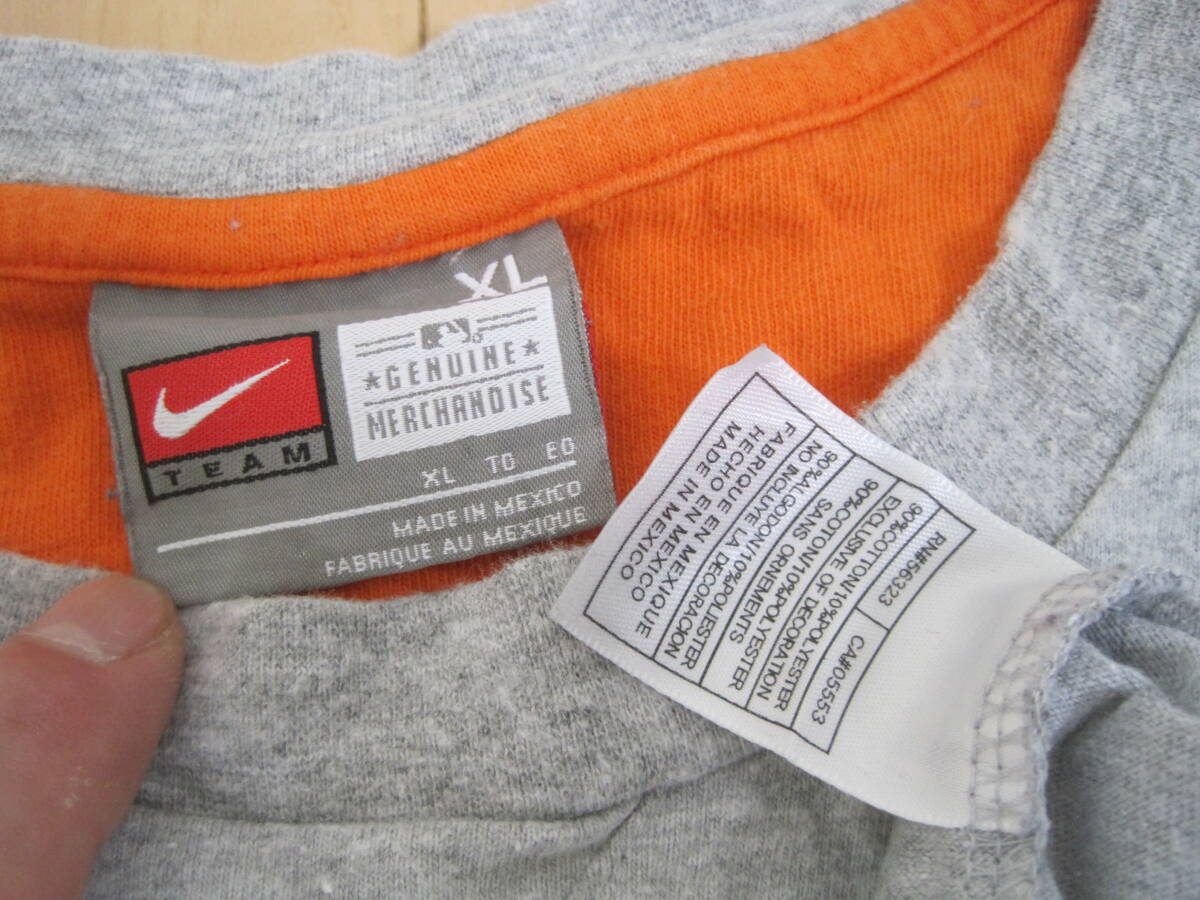 XL
★GENUINE★
MERCHANDISE
TEAM
XL TG EG
MADE IN MEXICO
FABRIQUE AU MEXIQUE
RN#56323 CA#05553
90%COTTON/10%POLYESTER
EXCLUSIVE OF DECORATION
90%COTON/10%POLYESTER
SANS ORNEMENTS
90%ALGODON/10%POLIESTER
NO INCLUYE LA DECORACION
FABRIQUE EN MEXIQUE
HECHO EN MEXICO
MADE IN MEXICO